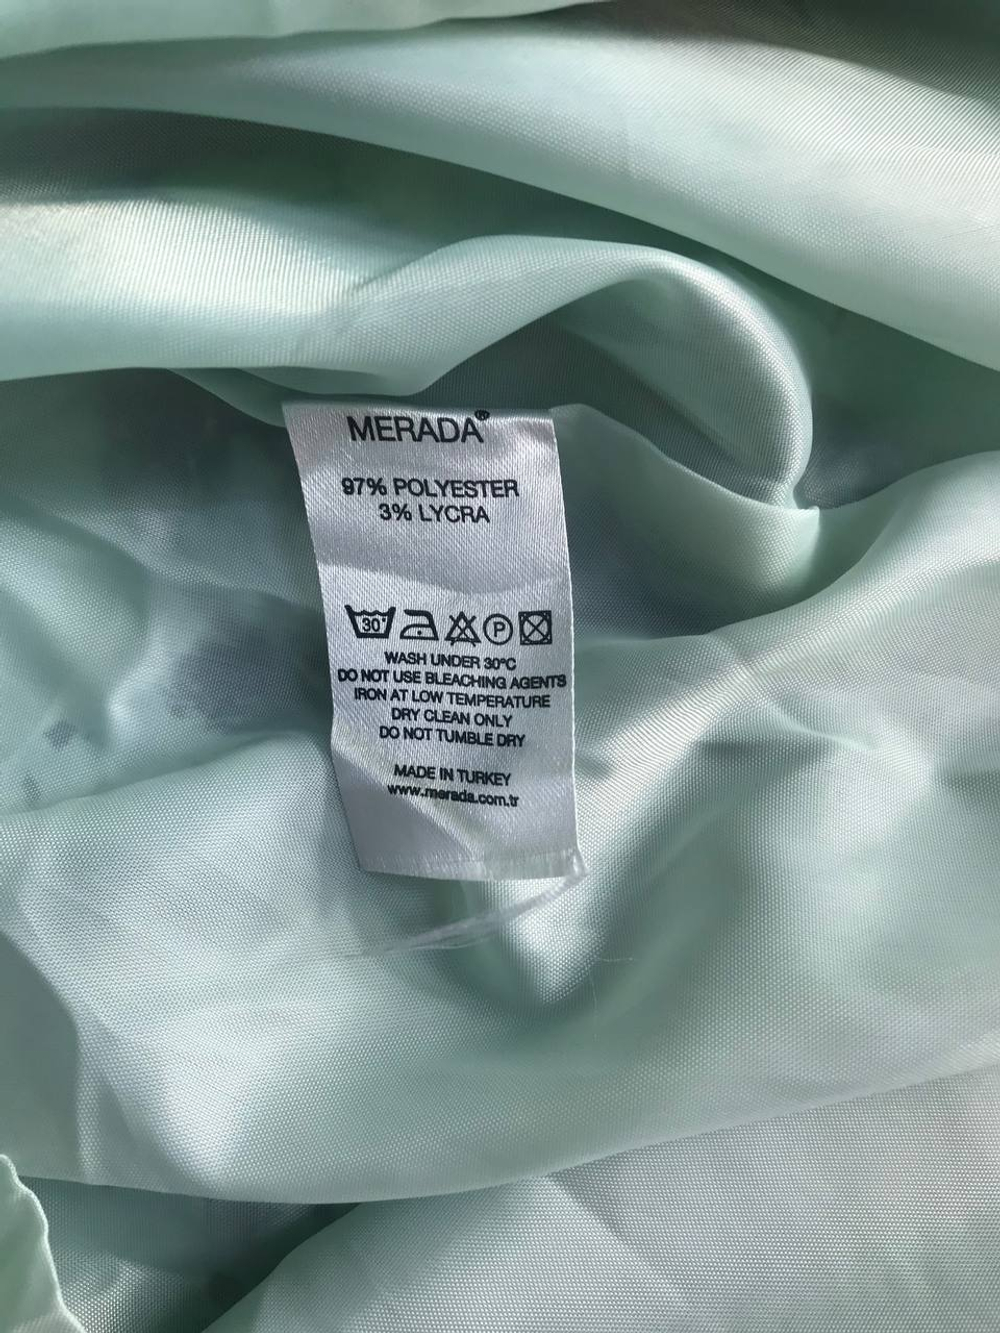 MERADA®
97% POLYESTER
3% LYCRA
30° P
WASH UNDER 30°C
DO NOT USE BLEACHING AGENTS
IRON AT LOW TEMPERATURE
DRY CLEAN ONLY
DO NOT TUMBLE DRY
MADE IN TURKEY
www.merada.com.tr